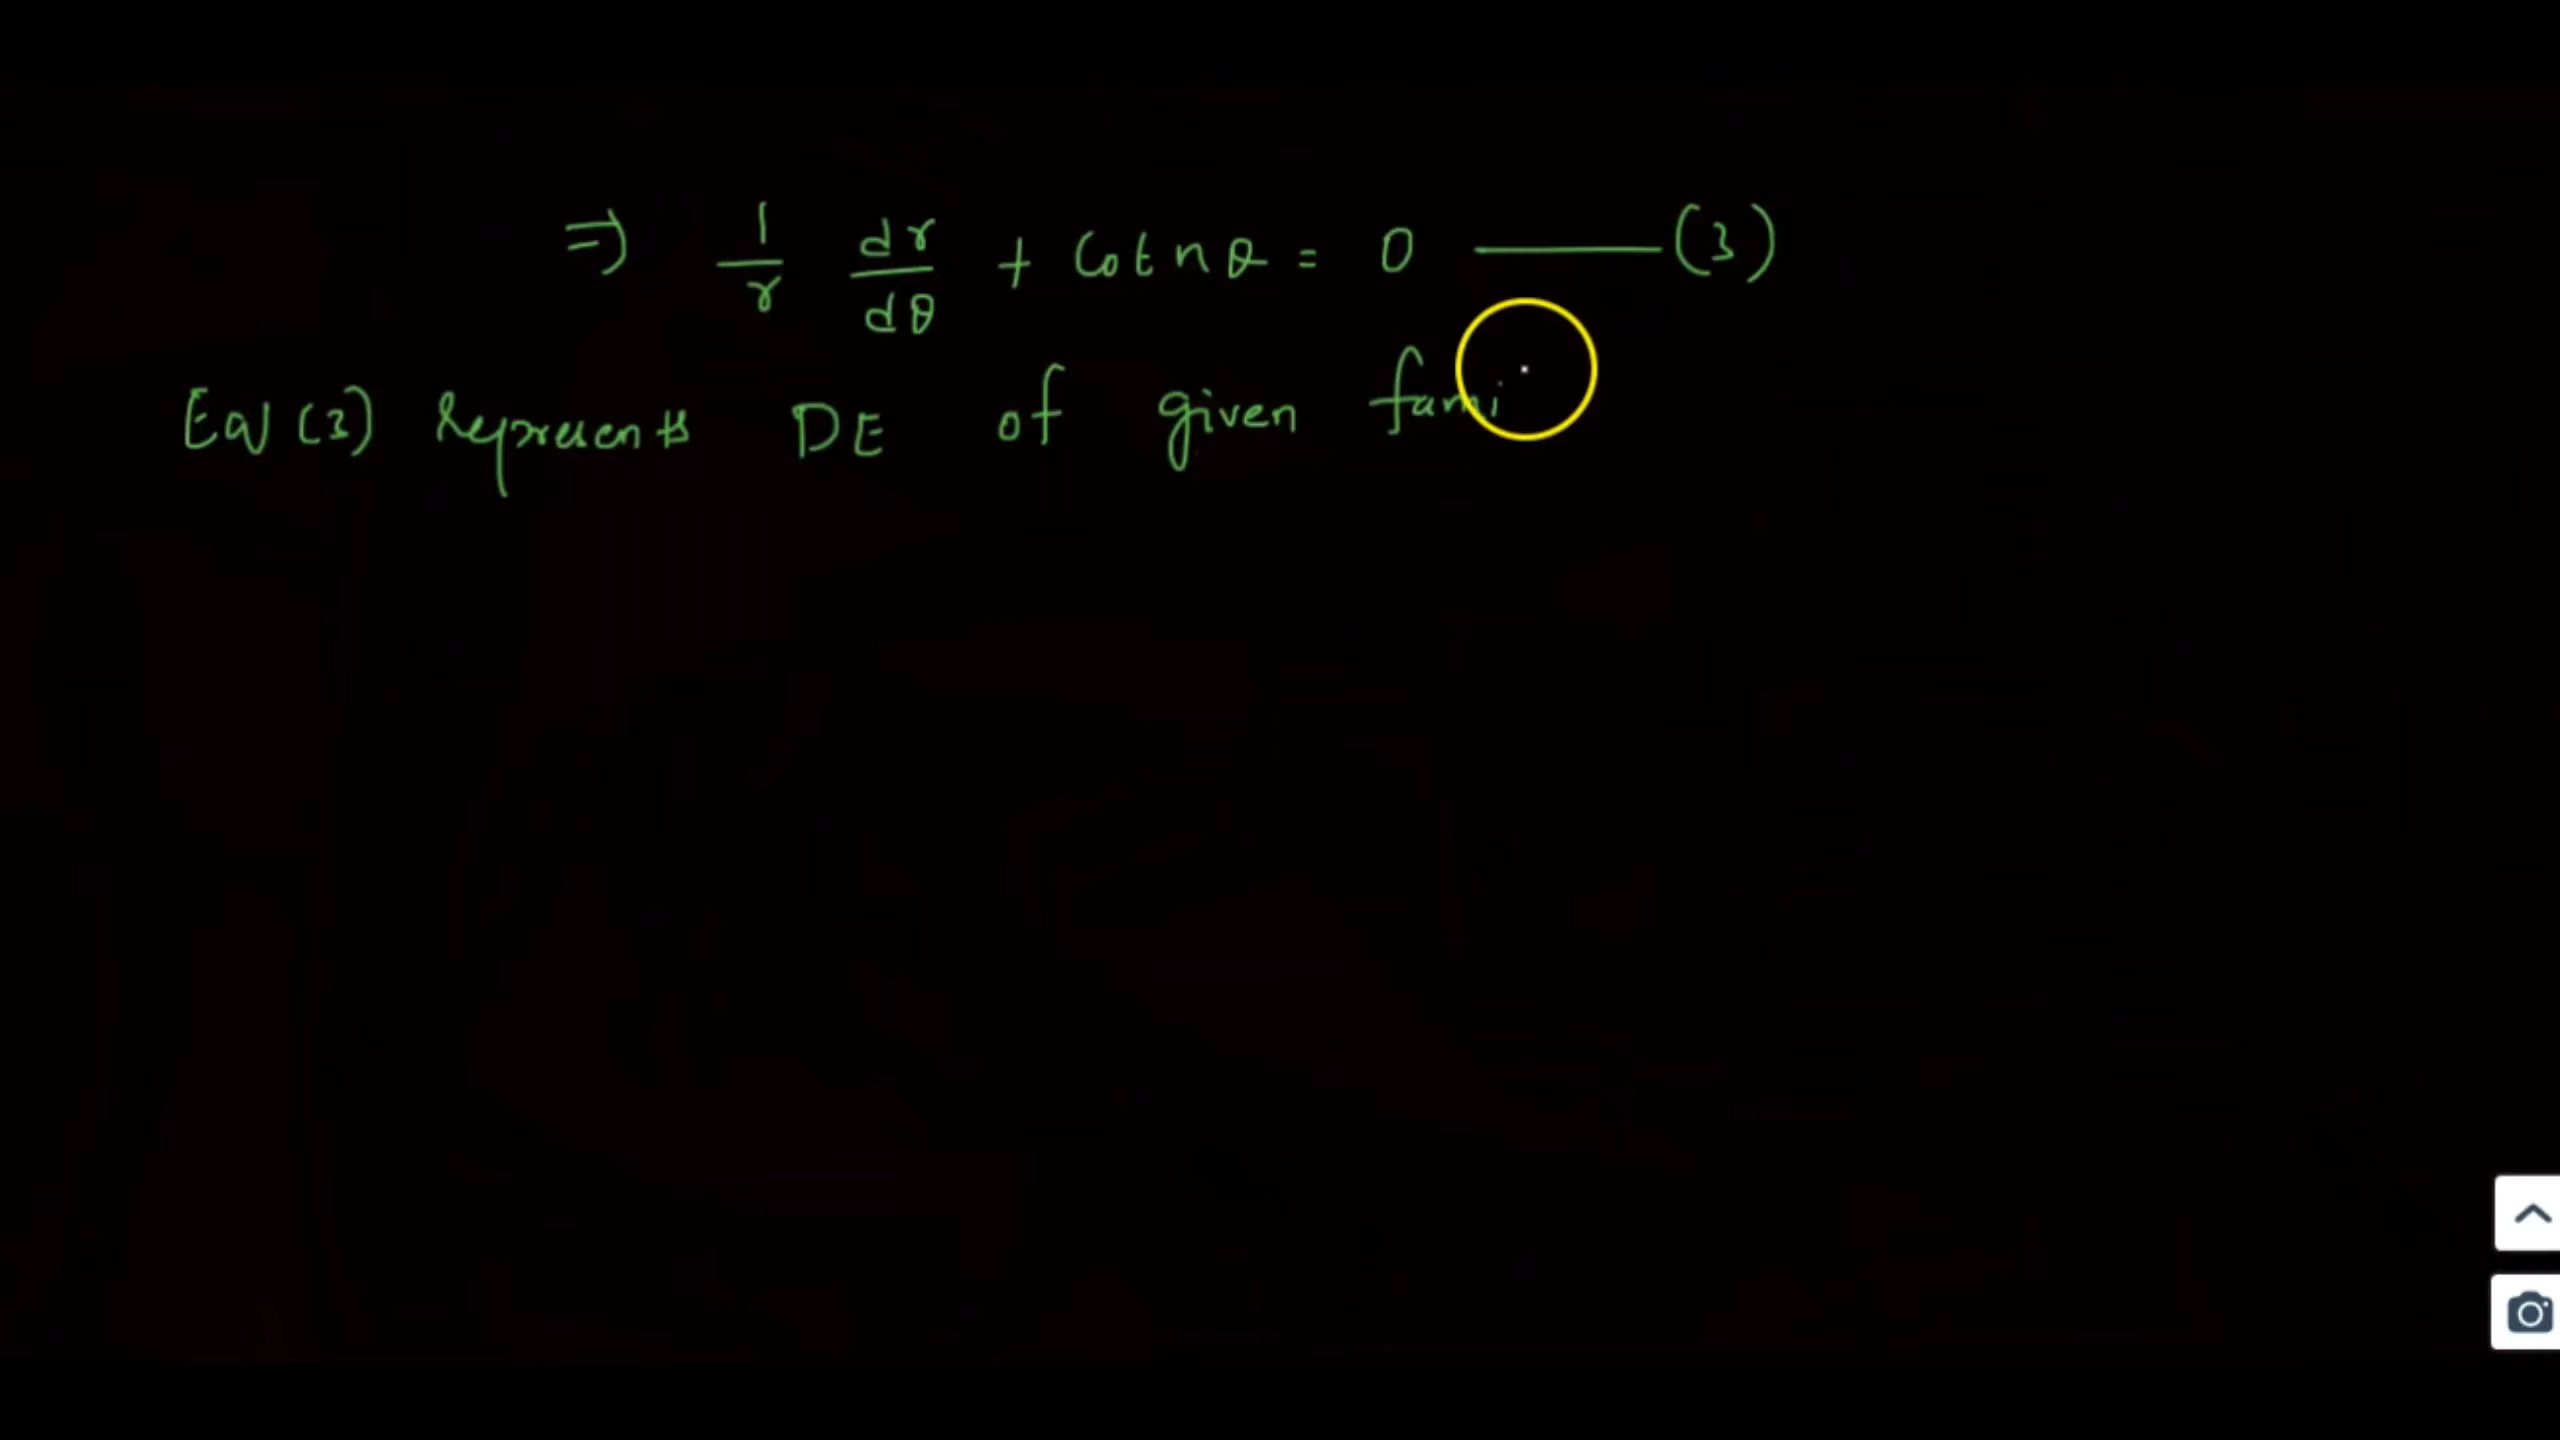 ⇒ 1/r dr/dθ + Cot nθ = 0 —— (3)
Eq (3) Represents DE of given fami